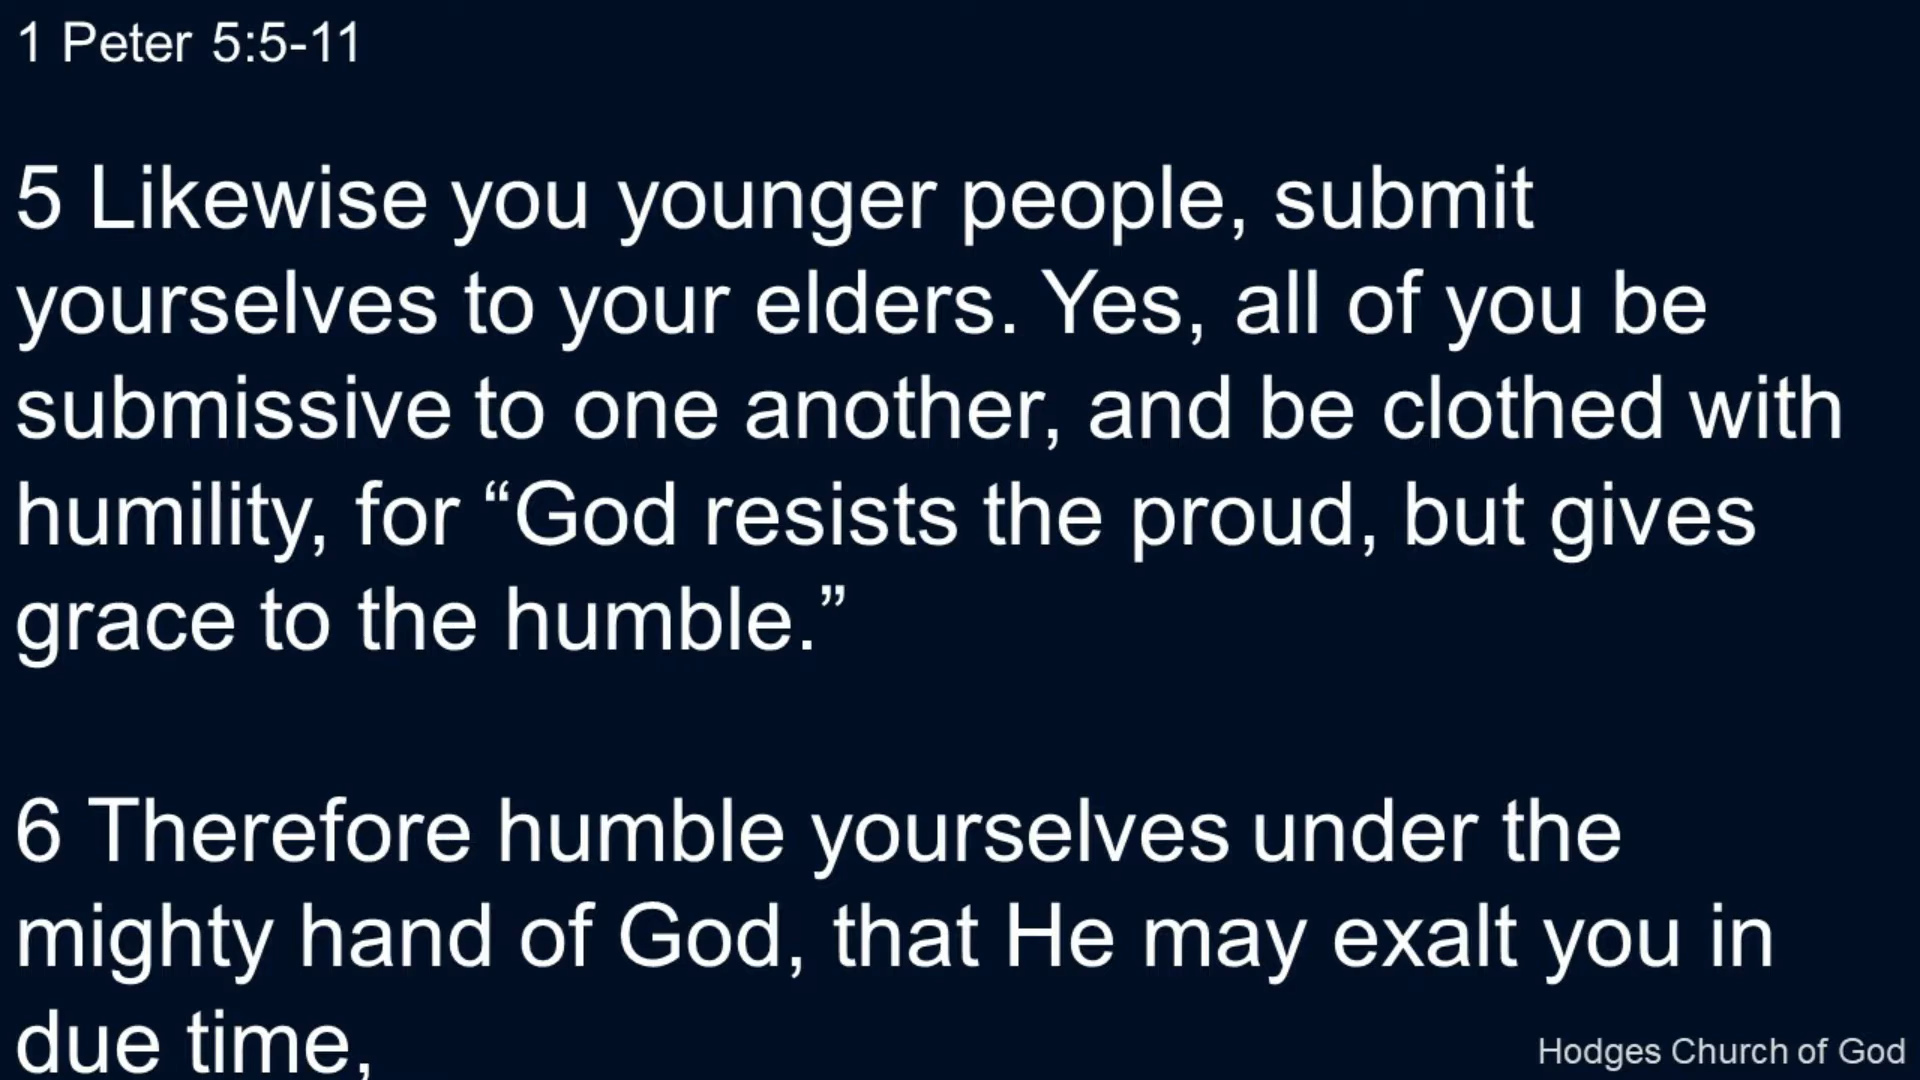 1 Peter 5:5-11
5 Likewise you younger people, submit
yourselves to your elders. Yes, all of you be
submissive to one another, and be clothed with
humility, for “God resists the proud, but gives
grace to the humble.”
6 Therefore humble yourselves under the
mighty hand of God, that He may exalt you in
due time,
Hodges Church of God